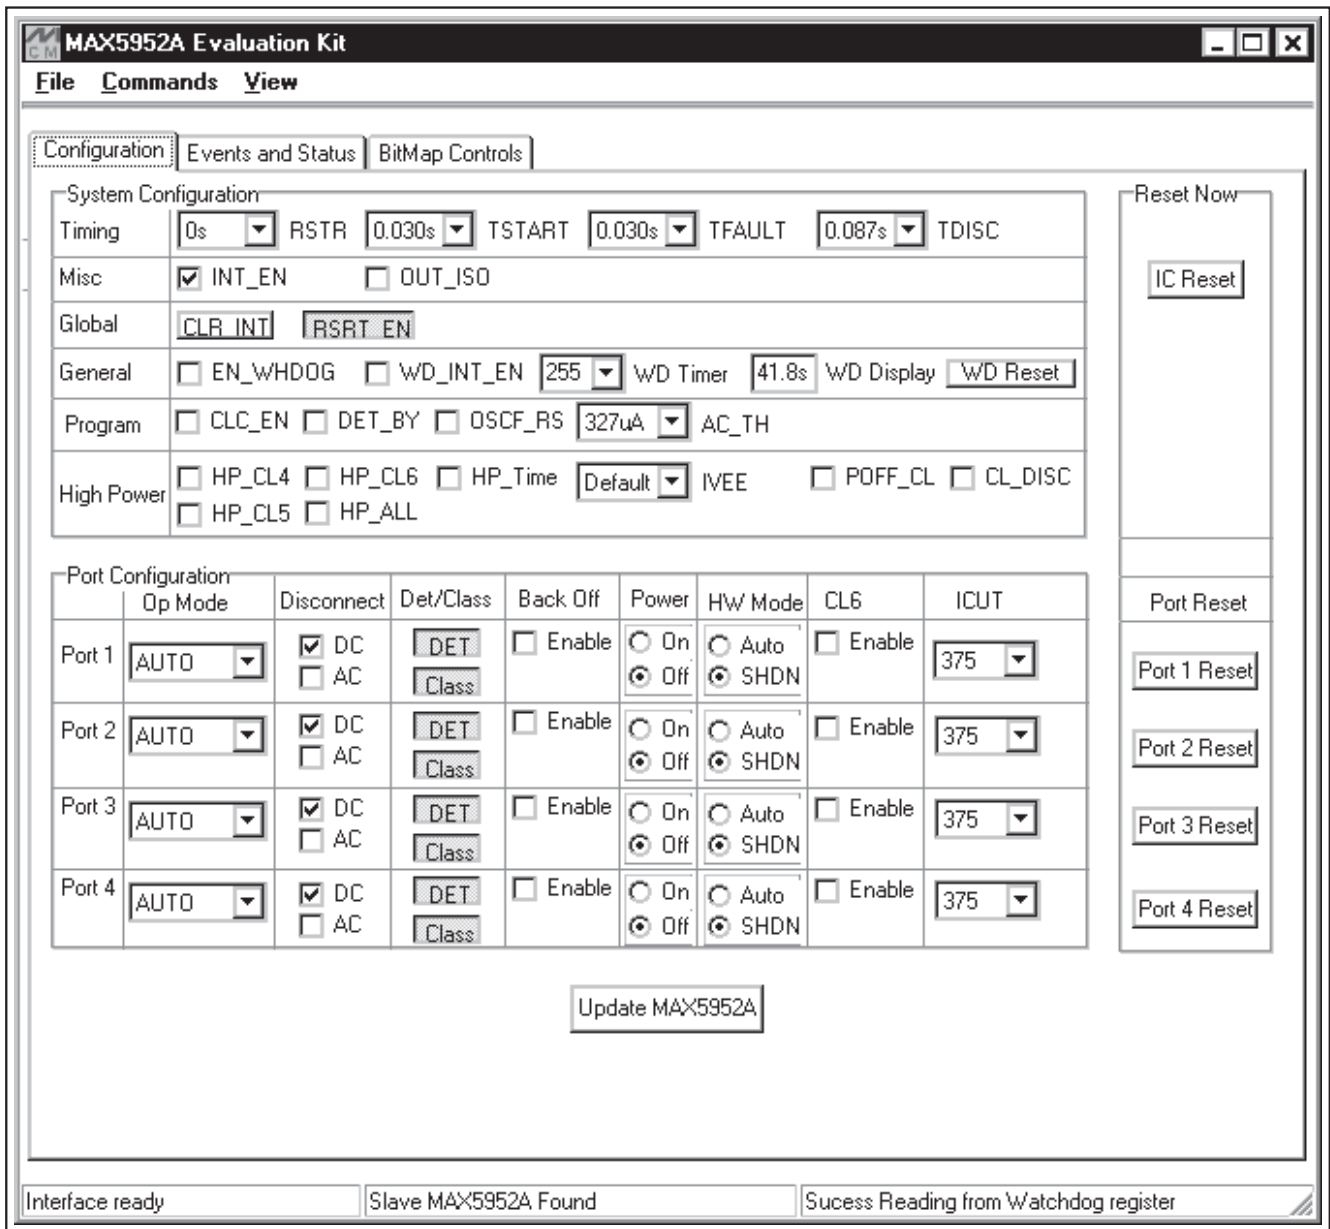 CM MAX5952A Evaluation Kit
File Commands View
Configuration Events and Status BitMap Controls
System Configuration Reset Now
Timing 0s RSTR 0.030s TSTART 0.030s TFAULT 0.087s TDISC
Misc INT_EN OUT_ISO IC Reset
Global CLR_INT RSRT_EN
General EN_WHDOG WD_INT_EN 255 WD Timer 41.8s WD Display WD Reset
Program CLC_EN DET_BY OSCF_RS 327uA AC_TH
High Power HP_CL4 HP_CL6 HP_Time Default IVEE POFF_CL CL_DISC
HP_CL5 HP_ALL
Port Configuration
Op Mode Disconnect Det/Class Back Off Power HW Mode CL6 ICUT Port Reset
Port 1 AUTO DC DET Enable On Auto Enable 375 Port 1 Reset
AC Class Off SHDN
Port 2 AUTO DC DET Enable On Auto Enable 375 Port 2 Reset
AC Class Off SHDN
Port 3 AUTO DC DET Enable On Auto Enable 375 Port 3 Reset
AC Class Off SHDN
Port 4 AUTO DC DET Enable On Auto Enable 375 Port 4 Reset
AC Class Off SHDN
Update MAX5952A
Interface ready Slave MAX5952A Found Sucess Reading from Watchdog register